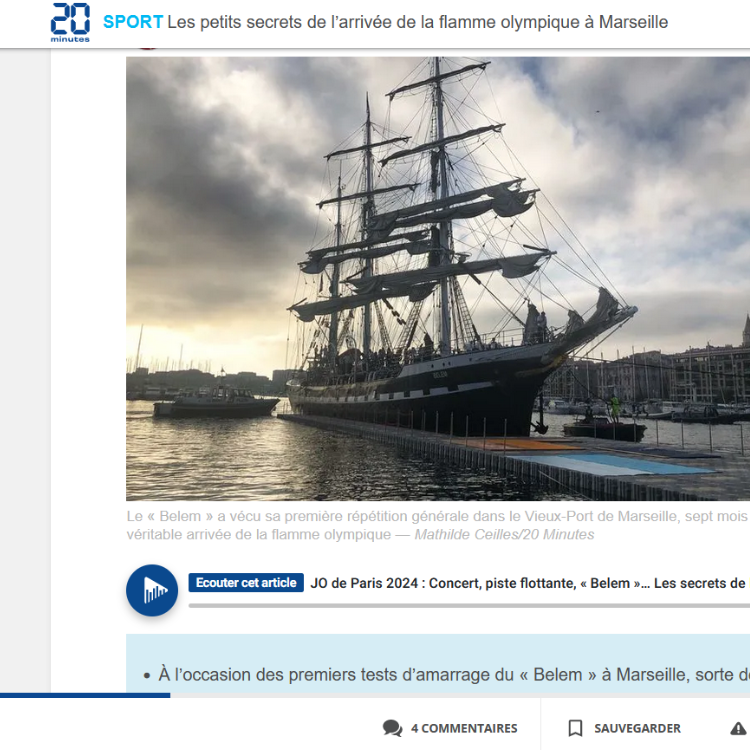 20
minutes
SPORT Les petits secrets de l’arrivée de la flamme olympique à Marseille
Le « Belem » a vécu sa première répétition générale dans le Vieux-Port de Marseille, sept mois
véritable arrivée de la flamme olympique — Mathilde Ceilles/20 Minutes
Ecouter cet article JO de Paris 2024 : Concert, piste flottante, « Belem »... Les secrets de
• À l’occasion des premiers tests d’amarrage du « Belem » à Marseille, sorte de
4 COMMENTAIRES SAUVEGARDER